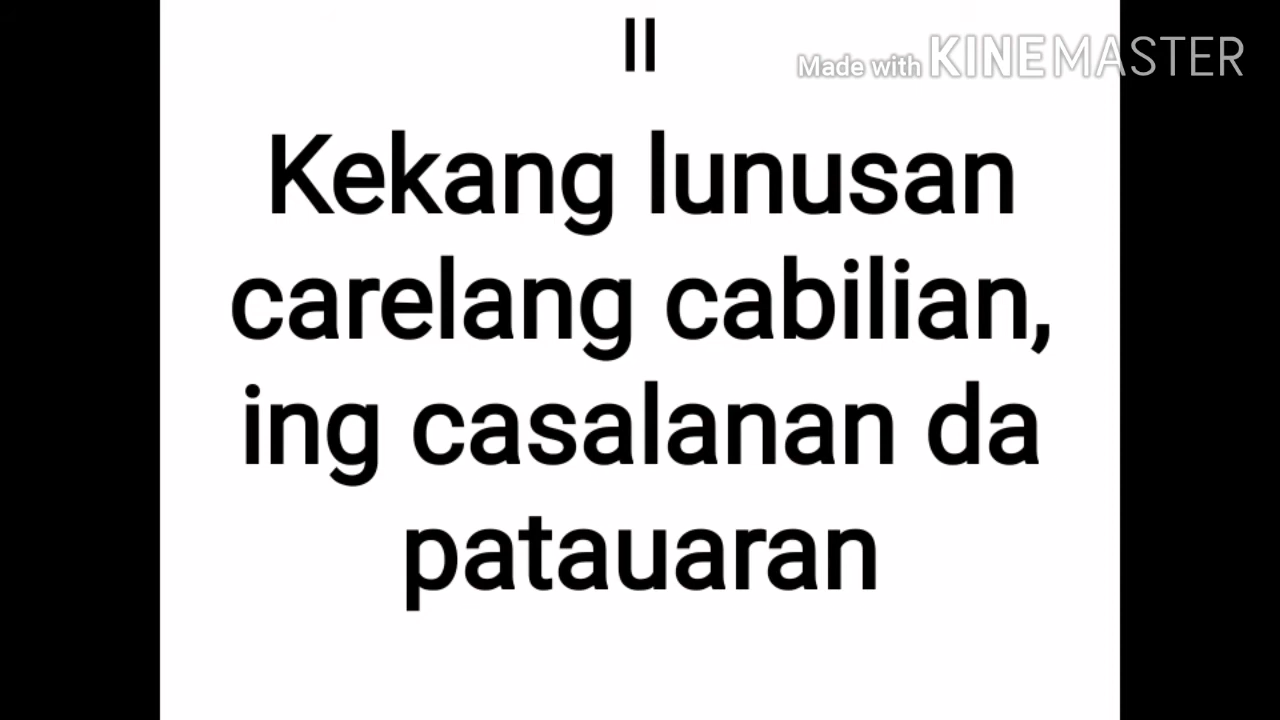 II
Made with KINEMASTER
Kekang lunusan
carelang cabilian,
ing casalanan da
patauaran